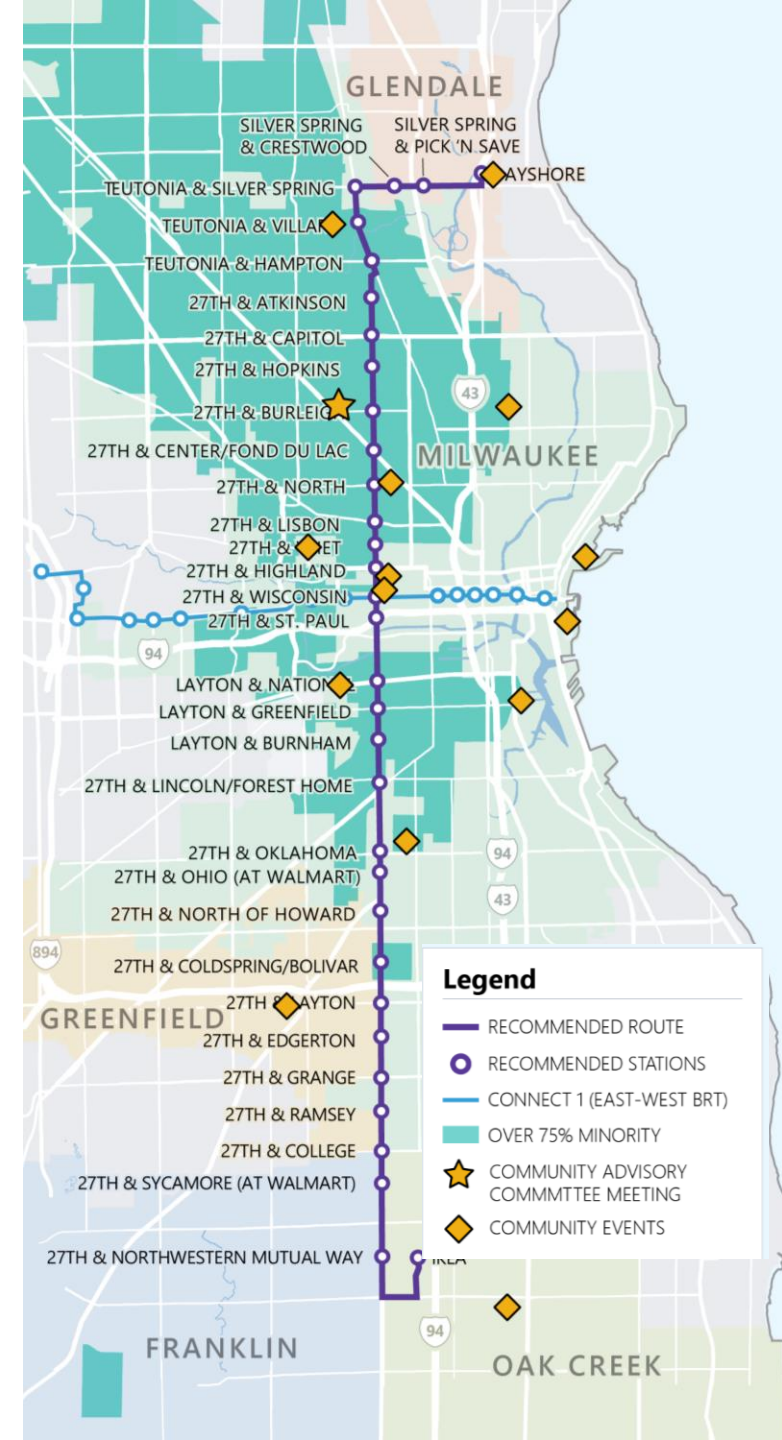 GLENDALE
SILVER SPRING
& CRESTWOOD
SILVER SPRING
& PICK 'N SAVE
AYSHORE
TEUTONIA & SILVER SPRING
TEUTONIA & VILLA
TEUTONIA & HAMPTON
27TH & ATKINSON
27TH & CAPITOL
27TH & HOPKINS
43
27TH & BURLEIG
27TH & CENTER/FOND DU LAC
MILWAUKEE
27TH & NORTH
27TH & LISBON
27TH & ET
27TH & HIGHLAND
27TH & WISCONSIN
27TH & ST. PAUL
94
LAYTON & NATION
LAYTON & GREENFIELD
LAYTON & BURNHAM
27TH & LINCOLN/FOREST HOME
27TH & OKLAHOMA
94
27TH & OHIO (AT WALMART)
43
27TH & NORTH OF HOWARD
894
27TH & COLDSPRING/BOLIVAR
27TH & AYTON
GREENFIELD
27TH & EDGERTON
27TH & GRANGE
27TH & RAMSEY
27TH & COLLEGE
27TH & SYCAMORE (AT WALMART)
27TH & NORTHWESTERN MUTUAL WAY
IKEA
94
FRANKLIN
OAK CREEK
Legend
RECOMMENDED ROUTE
RECOMMENDED STATIONS
CONNECT 1 (EAST-WEST BRT)
OVER 75% MINORITY
COMMUNITY ADVISORY
COMMMTTEE MEETING
COMMUNITY EVENTS